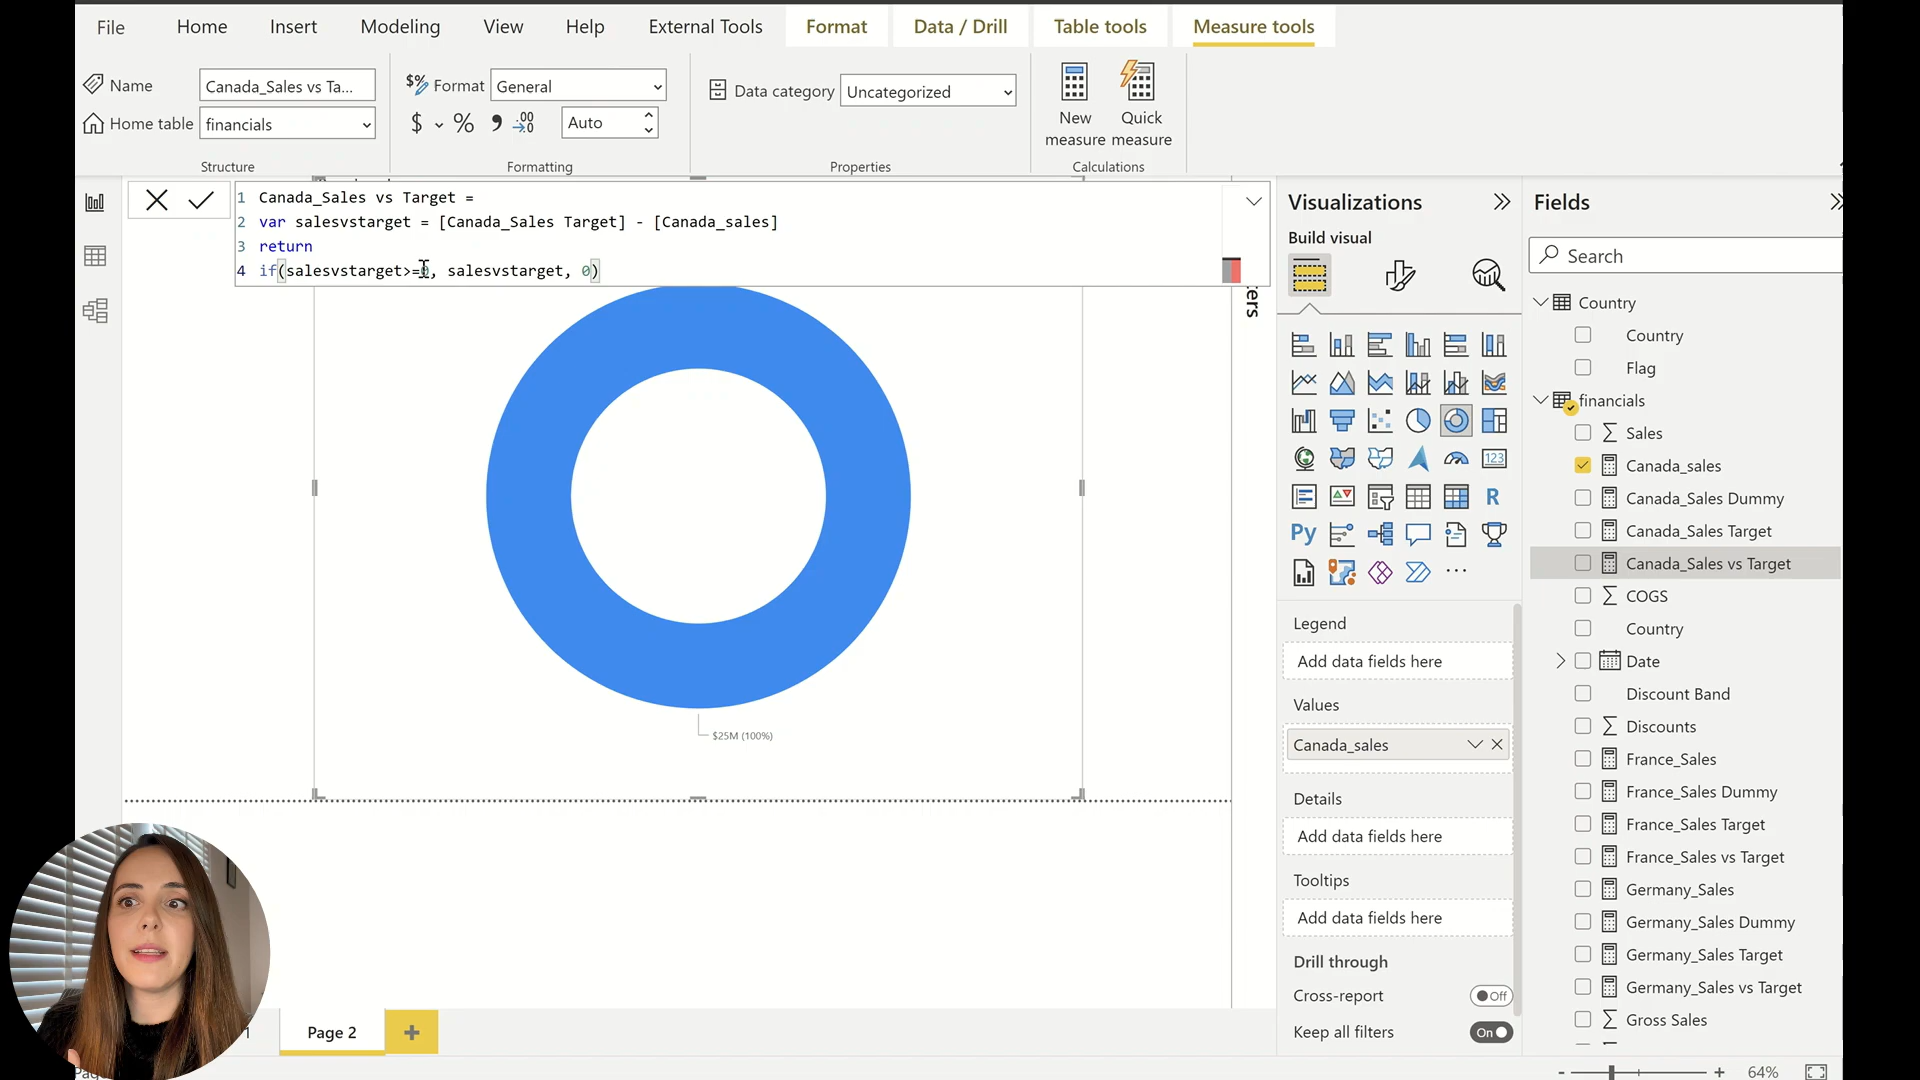 File
Home
Insert
Modeling
View
Help
External Tools
Format
Data / Drill
Table tools
Measure tools
Name
Canada_Sales vs Ta...
Home table
financials
Structure
$% Format
General
$ % , .00 →.0
Auto
Formatting
Data category
Uncategorized
Properties
New measure
Quick measure
Calculations
1 Canada_Sales vs Target =
2 var salesvstarget = [Canada_Sales Target] - [Canada_sales]
3 return
4 if(salesvstarget>=0, salesvstarget, 0)
$25M (100%)
Visualizations
Build visual
123
R
Py
...
Legend
Add data fields here
Values
Canada_sales
Details
Add data fields here
Tooltips
Add data fields here
Drill through
Cross-report
Off
Keep all filters
On
Fields
Search
Country
Country
Flag
financials
Sales
Canada_sales
Canada_Sales Dummy
Canada_Sales Target
Canada_Sales vs Target
COGS
Country
Date
Discount Band
Discounts
France_Sales
France_Sales Dummy
France_Sales Target
France_Sales vs Target
Germany_Sales
Germany_Sales Dummy
Germany_Sales Target
Germany_Sales vs Target
Gross Sales
Page 2
64%